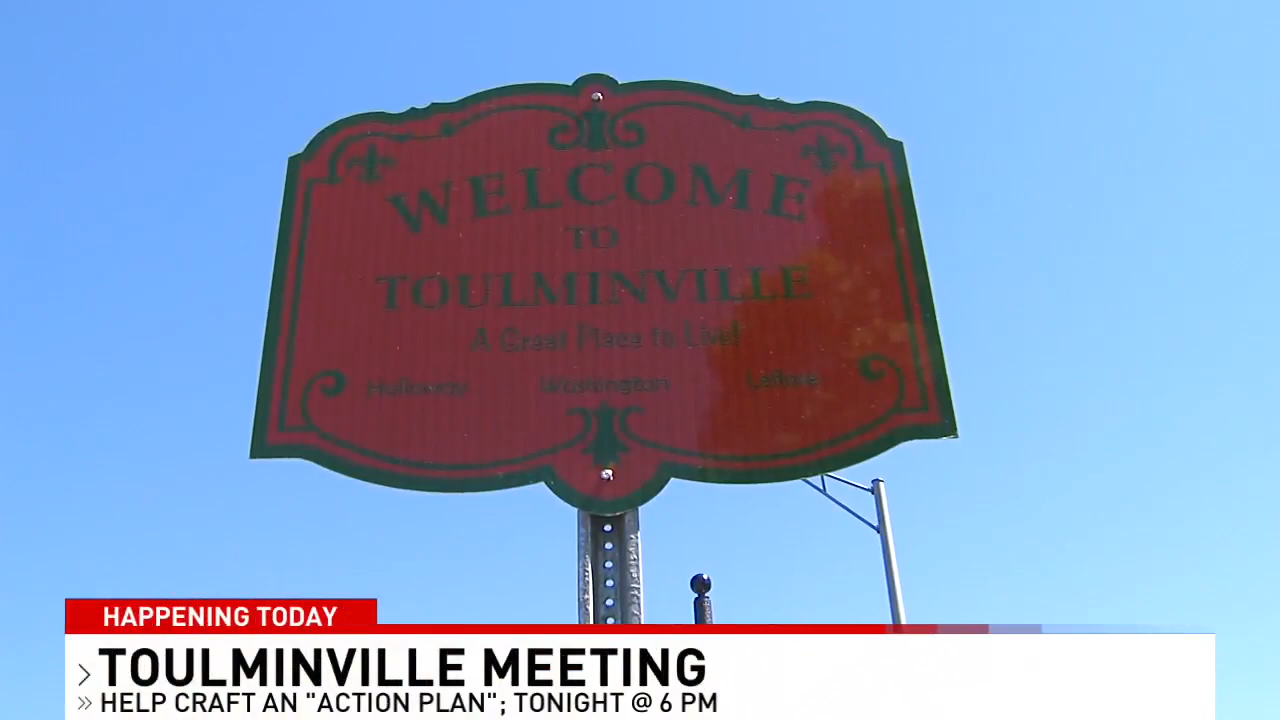 WELCOME
TO
TOULMINVILLE
A Great Place to Live!
Washington
HAPPENING TODAY
TOULMINVILLE MEETING
HELP CRAFT AN "ACTION PLAN"; TONIGHT @ 6 PM